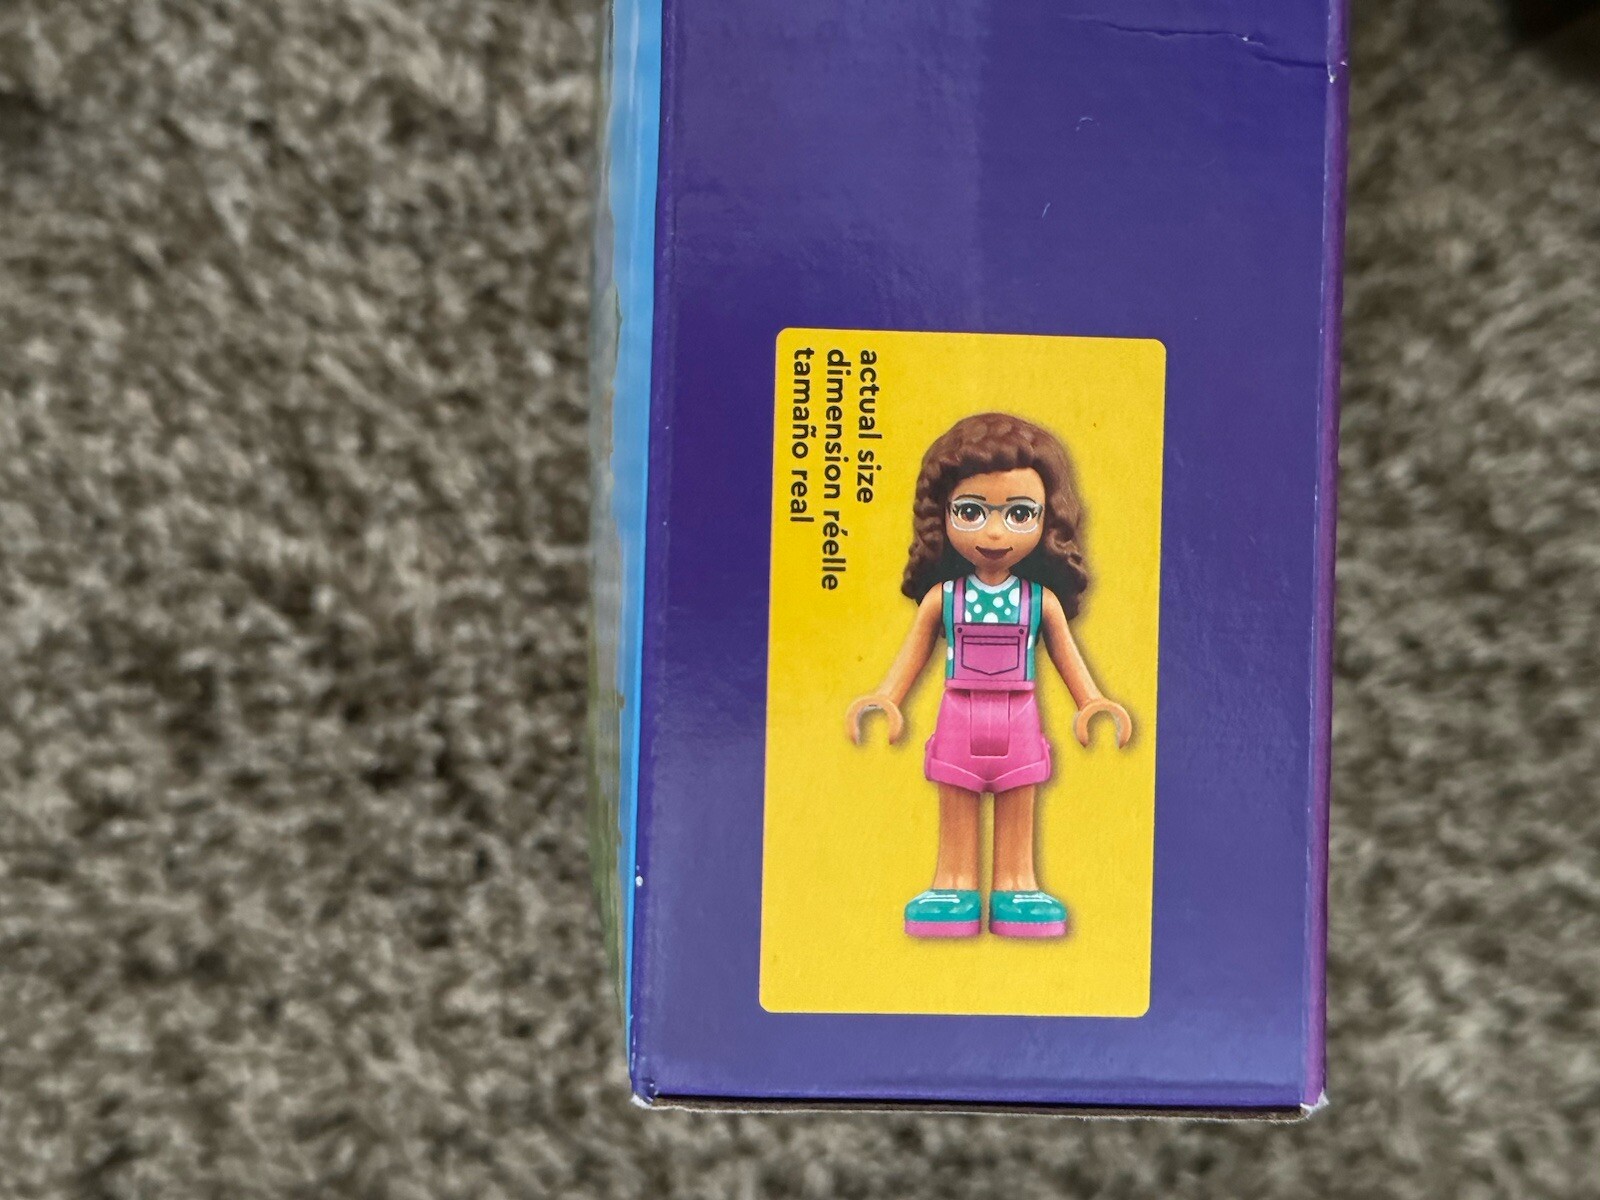 actual size
dimension réelle
tamaño real